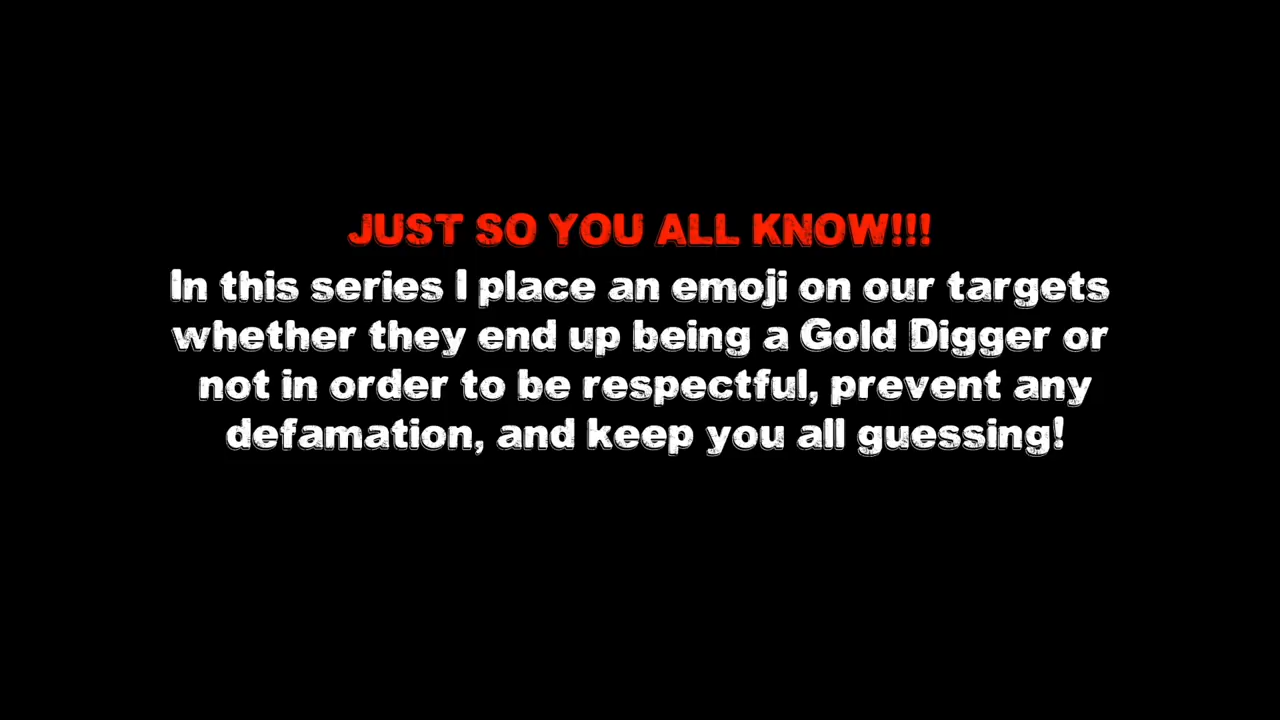 JUST SO YOU ALL KNOW!!!
In this series I place an emoji on our targets
whether they end up being a Gold Digger or
not in order to be respectful, prevent any
defamation, and keep you all guessing!